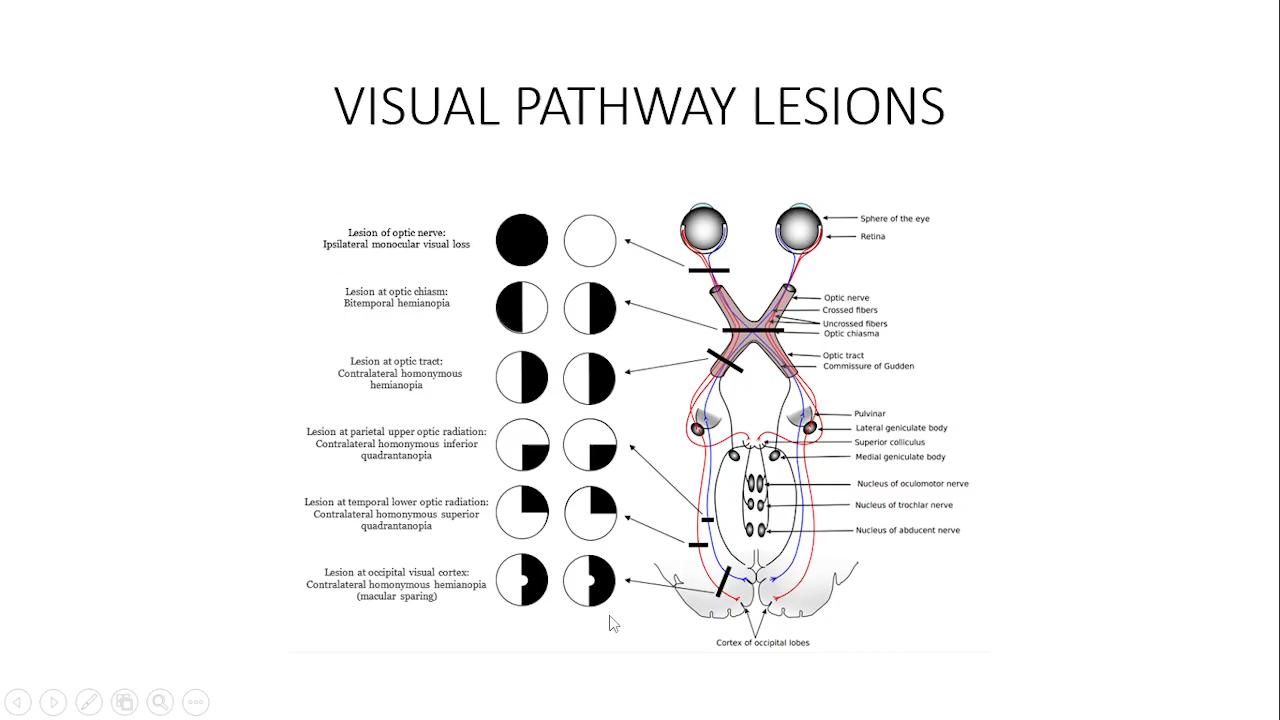 VISUAL PATHWAY LESIONS
Lesion of optic nerve:
Ipsilateral monocular visual loss
Lesion at optic chiasm:
Bitemporal hemianopia
Lesion at optic tract:
Contralateral homonymous
hemianopia
Lesion at parietal upper optic radiation:
Contralateral homonymous inferior
quadrantanopia
Lesion at temporal lower optic radiation:
Contralateral homonymous superior
quadrantanopia
Lesion at occipital visual cortex:
Contralateral homonymous hemianopia
(macular sparing)
Sphere of the eye
Retina
Optic nerve
Crossed fibers
Uncrossed fibers
Optic chiasma
Optic tract
Commissure of Gudden
Pulvinar
Lateral geniculate body
Superior colliculus
Medial geniculate body
Nucleus of oculomotor nerve
Nucleus of trochlar nerve
Nucleus of abducent nerve
Cortex of occipital lobes